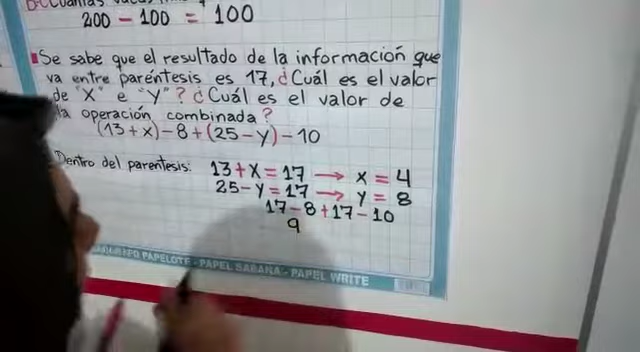 200 - 100 = 100
Se sabe que el resultado de la información que
va entre paréntesis es 17, ¿Cuál es el valor
de "X" e "Y"? ¿Cuál es el valor de
la operación combinada?
(13+x)-8+(25-y)-10
Dentro del parentesis: 13+X=17 → x = 4
25-y=17 → y = 8
17-8+17-10
9
PAPELOTE - PAPEL SABANA - PAPEL WRITE